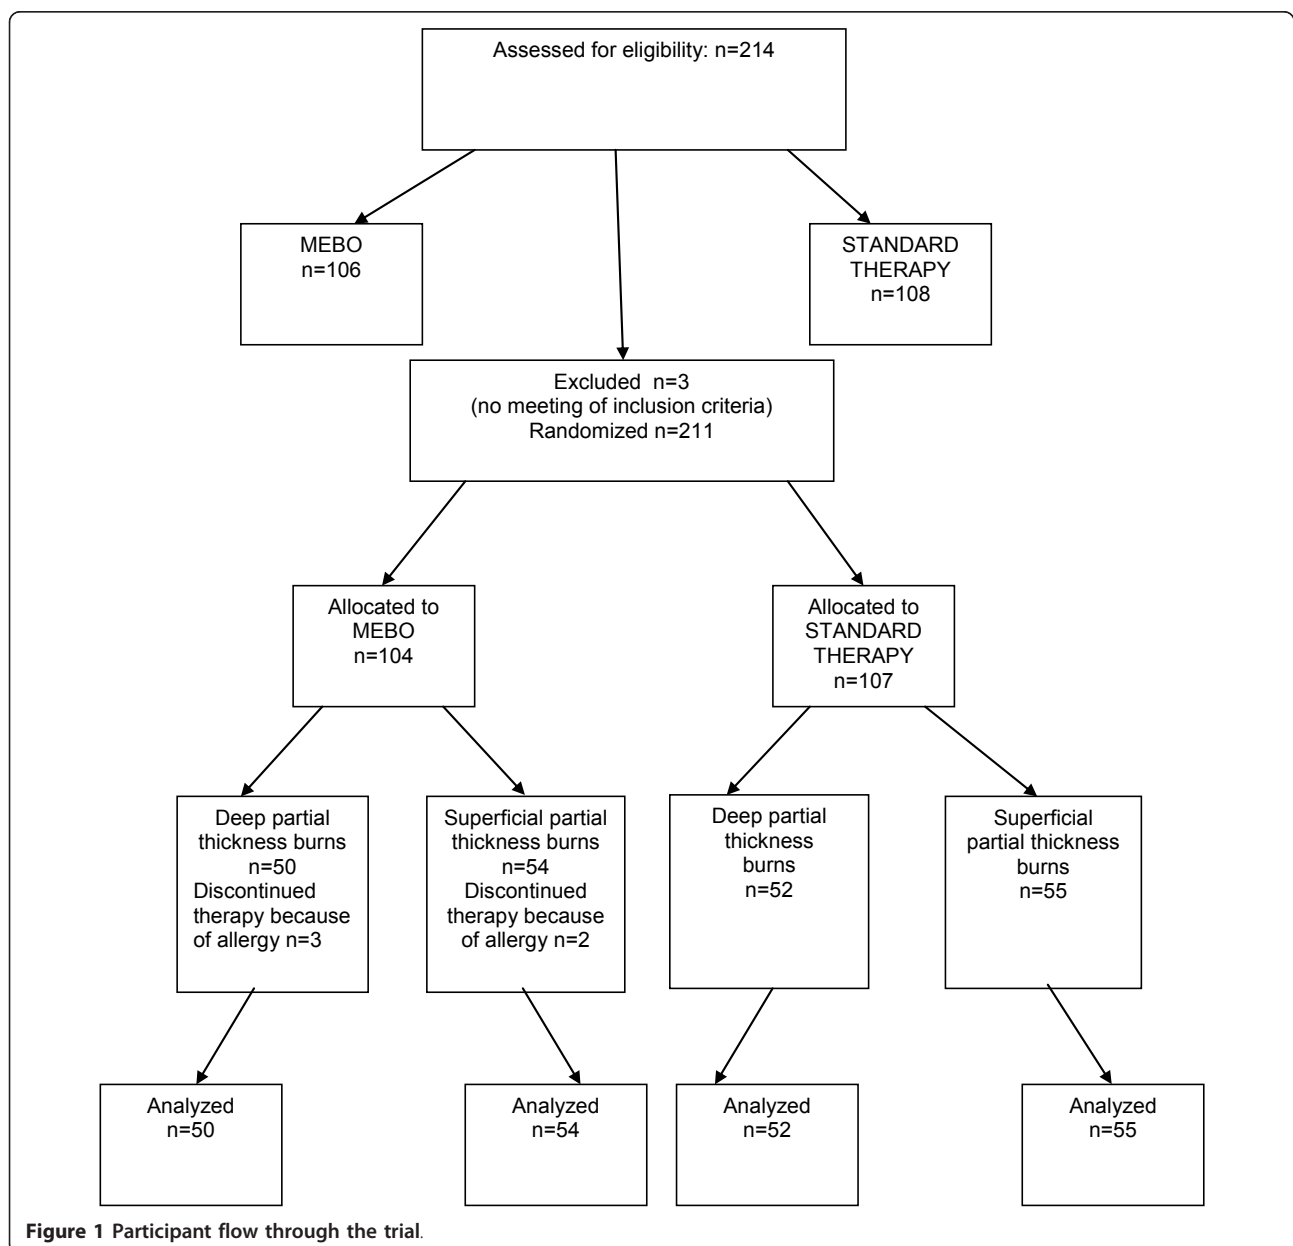 Assessed for eligibility: n=214
MEBO
n=106
STANDARD
THERAPY
n=108
Excluded n=3
(no meeting of inclusion criteria)
Randomized n=211
Allocated to
MEBO
n=104
Allocated to
STANDARD
THERAPY
n=107
Deep partial
thickness burns
n=50
Discontinued
therapy because
of allergy n=3
Superficial partial
thickness burns
n=54
Discontinued
therapy because
of allergy n=2
Deep partial
thickness
burns
n=52
Superficial
partial thickness
burns
n=55
Analyzed
n=50
Analyzed
n=54
Analyzed
n=52
Analyzed
n=55
Figure 1 Participant flow through the trial.